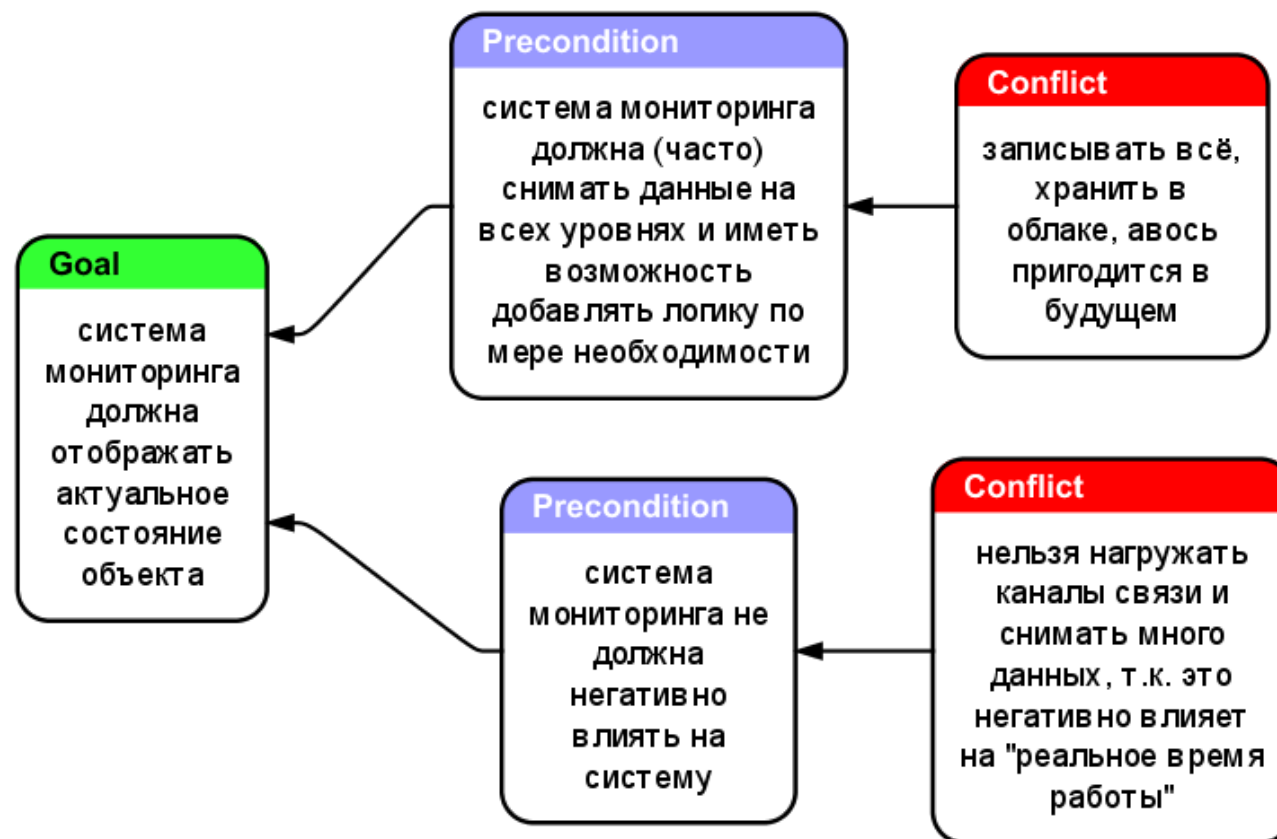 Precondition
система мониторинга
должна (часто)
снимать данные на
всех уровнях и иметь
возможность
добавлять логику по
мере необходимости
Conflict
записывать всё,
хранить в
облаке, авось
пригодится в
будущем
Goal
система
мониторинга
должна
отображать
актуальное
состояние
объекта
Precondition
система
мониторинга не
должна
негативно
влиять на
систему
Conflict
нельзя нагружать
каналы связи и
снимать много
данных, т.к. это
негативно влияет
на "реальное время
работы"